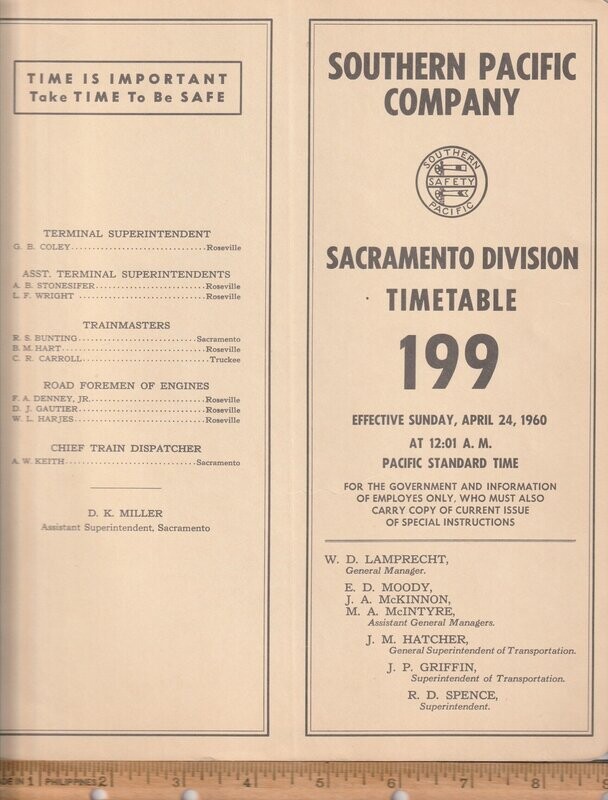 TIME IS IMPORTANT
Take TIME To Be SAFE
TERMINAL SUPERINTENDENT
G. B. COLEY Roseville
ASST. TERMINAL SUPERINTENDENTS
A. B. STONESIFER Roseville
L. F. WRIGHT Roseville
TRAINMASTERS
R. S. BUNTING Sacramento
B. M. HART Roseville
C. R. CARROLL Truckee
ROAD FOREMEN OF ENGINES
F. A. DENNEY, JR. Roseville
D. J. GAUTIER Roseville
W. L. HARJES Roseville
CHIEF TRAIN DISPATCHER
A. W. KEITH Sacramento
D. K. MILLER
Assistant Superintendent, Sacramento
SOUTHERN PACIFIC
COMPANY
SOUTHERN
SAFETY
PACIFIC
SACRAMENTO DIVISION
TIMETABLE
199
EFFECTIVE SUNDAY, APRIL 24, 1960
AT 12:01 A. M.
PACIFIC STANDARD TIME
FOR THE GOVERNMENT AND INFORMATION
OF EMPLOYES ONLY, WHO MUST ALSO
CARRY COPY OF CURRENT ISSUE
OF SPECIAL INSTRUCTIONS
W. D. LAMPRECHT,
General Manager.
E. D. MOODY,
J. A. McKINNON,
M. A. McINTYRE,
Assistant General Managers.
J. M. HATCHER,
General Superintendent of Transportation.
J. P. GRIFFIN,
Superintendent of Transportation.
R. D. SPENCE,
Superintendent.
IN 1 PHILIPPINES 2 3 4 5 6 7 8